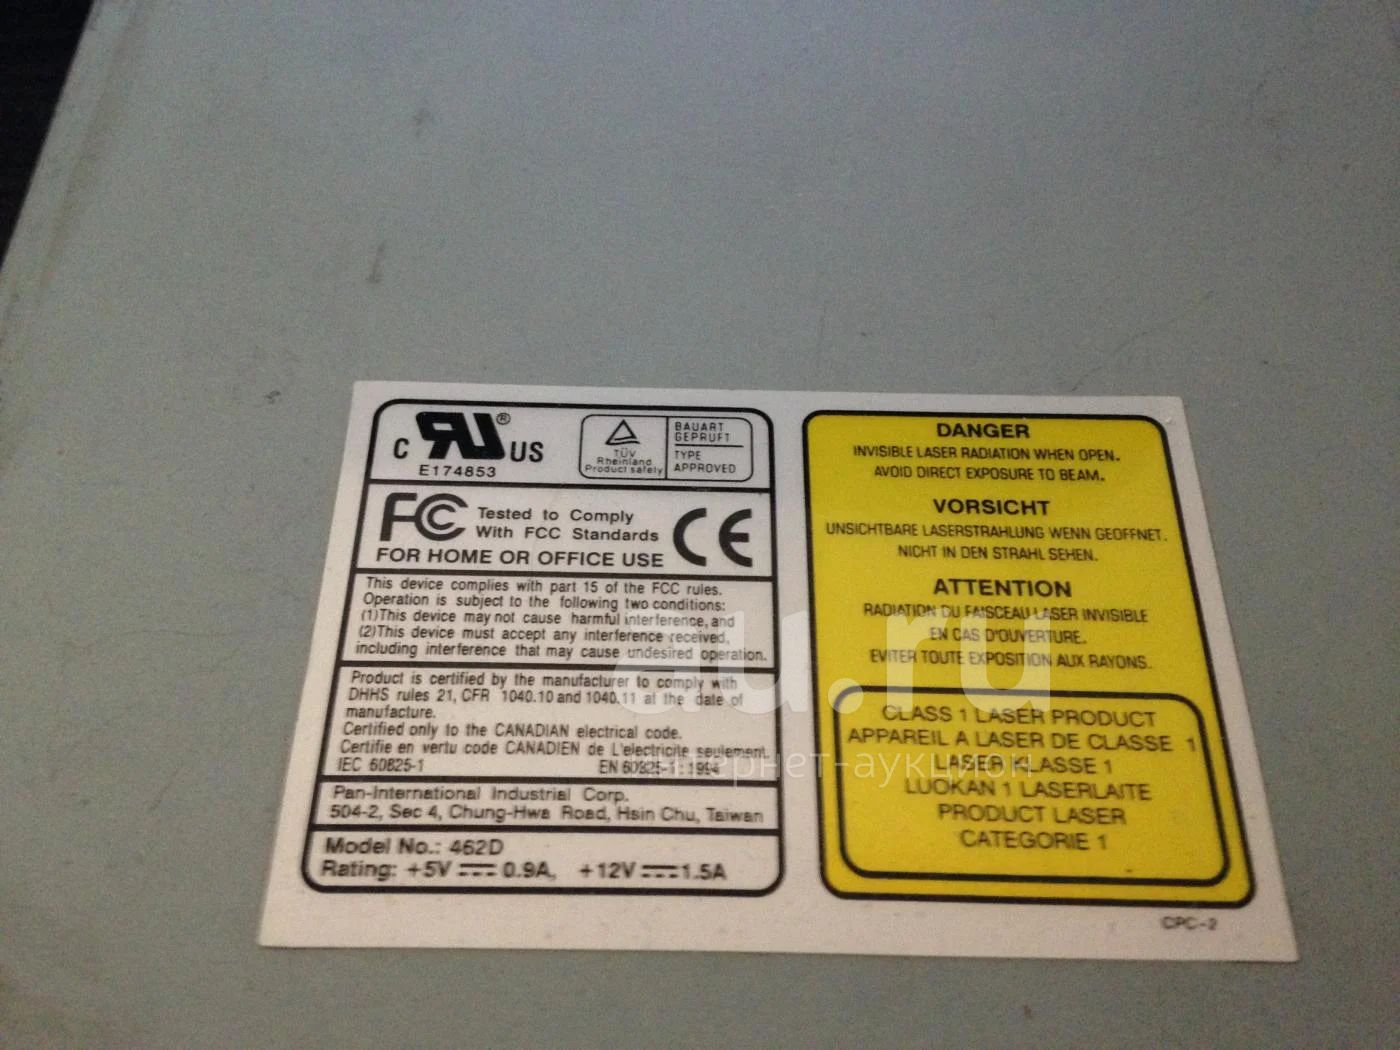 C RU® US
E174853
TÜV
Rheinland
Product safety
BAUART
GEPRUFT
TYPE
APPROVED
FC Tested to Comply
With FCC Standards
FOR HOME OR OFFICE USE
CE
This device complies with part 15 of the FCC rules.
Operation is subject to the following two conditions:
(1)This device may not cause harmful interference,and
(2)This device must accept any interference received,
including interference that may cause undesired operation.
Product is certified by the manufacturer to comply with
DHHS rules 21, CFR 1040.10 and 1040.11 at the date of
manufacture.
Certified only to the CANADIAN electrical code.
Certifie en vertu code CANADIEN de L'electricite seulement.
IEC 60825-1 EN 60825-1:1994
Pan-International Industrial Corp.
504-2, Sec 4, Chung-Hwa Road, Hsin Chu, Taiwan
Model No.: 462D
Rating: +5V 0.9A, +12V 1.5A
DANGER
INVISIBLE LASER RADIATION WHEN OPEN.
AVOID DIRECT EXPOSURE TO BEAM.
VORSICHT
UNSICHTBARE LASERSTRAHLUNG WENN GEOFFNET.
NICHT IN DEN STRAHL SEHEN.
ATTENTION
RADIATION DU FAISCEAU LASER INVISIBLE
EN CAS D'OUVERTURE.
EVITER TOUTE EXPOSITION AUX RAYONS.
CLASS 1 LASER PRODUCT
APPAREIL A LASER DE CLASSE 1
LASER KLASSE 1
LUOKAN 1 LASERLAITE
PRODUCT LASER
CATEGORIE 1
CPC-2
au.ru
интернет-аукцион